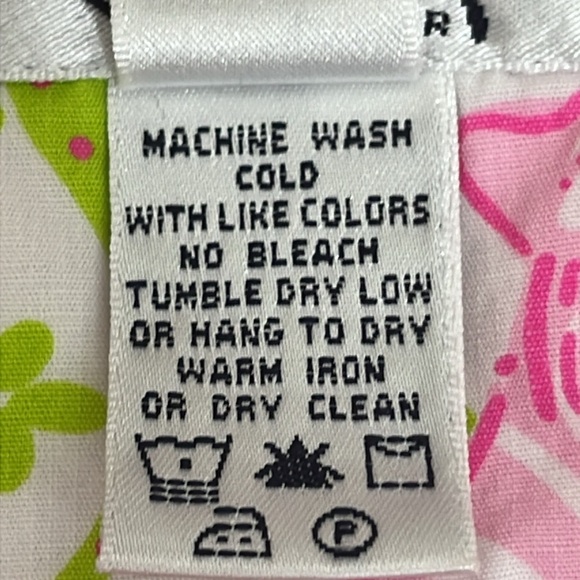 R
MACHINE WASH
COLD
WITH LIKE COLORS
NO BLEACH
TUMBLE DRY LOW
OR HANG TO DRY
WARM IRON
OR DRY CLEAN
P